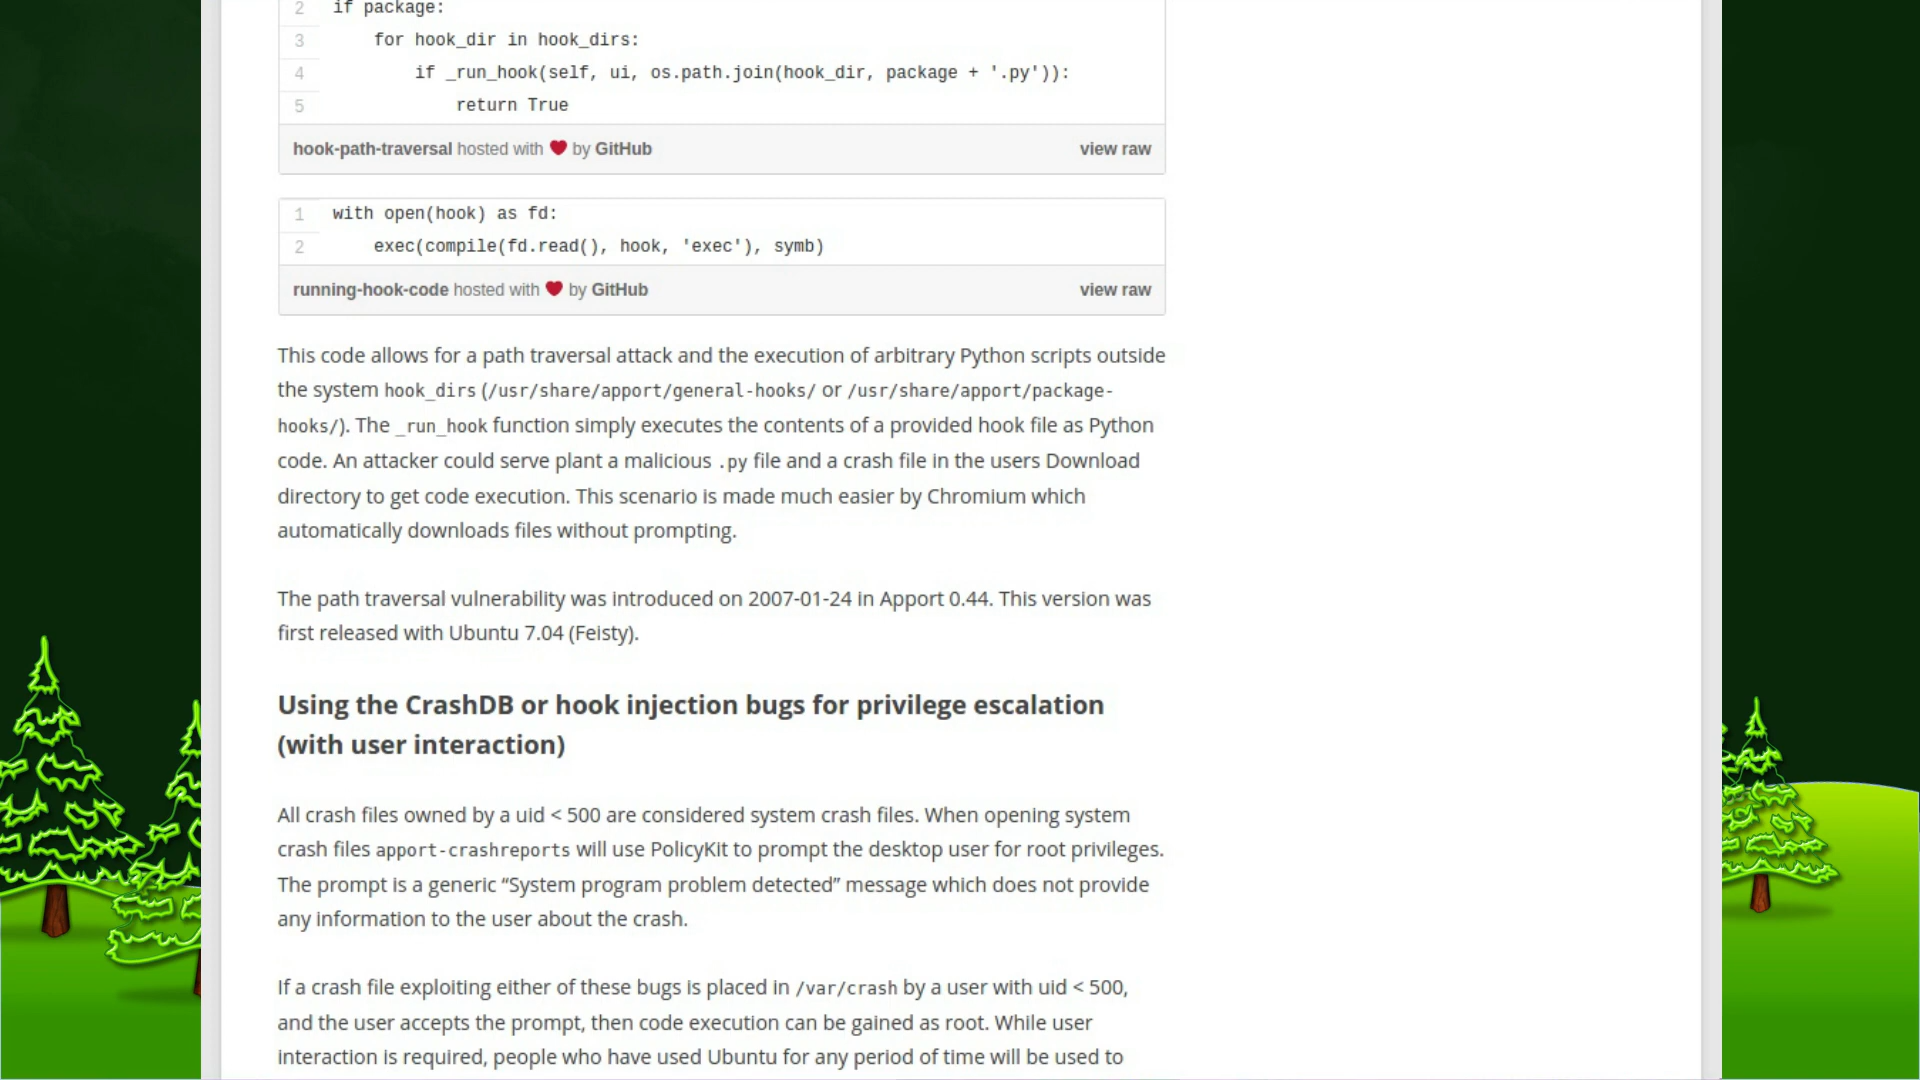 2 if package:
3 for hook_dir in hook_dirs:
4 if _run_hook(self, ui, os.path.join(hook_dir, package + '.py')):
5 return True
hook-path-traversal hosted with ❤ by GitHub view raw
1 with open(hook) as fd:
2 exec(compile(fd.read(), hook, 'exec'), symb)
running-hook-code hosted with ❤ by GitHub view raw
This code allows for a path traversal attack and the execution of arbitrary Python scripts outside
the system hook_dirs (/usr/share/apport/general-hooks/ or /usr/share/apport/package-
hooks/). The _run_hook function simply executes the contents of a provided hook file as Python
code. An attacker could serve plant a malicious .py file and a crash file in the users Download
directory to get code execution. This scenario is made much easier by Chromium which
automatically downloads files without prompting.
The path traversal vulnerability was introduced on 2007-01-24 in Apport 0.44. This version was
first released with Ubuntu 7.04 (Feisty).
Using the CrashDB or hook injection bugs for privilege escalation
(with user interaction)
All crash files owned by a uid < 500 are considered system crash files. When opening system
crash files apport-crashreports will use PolicyKit to prompt the desktop user for root privileges.
The prompt is a generic “System program problem detected” message which does not provide
any information to the user about the crash.
If a crash file exploiting either of these bugs is placed in /var/crash by a user with uid < 500,
and the user accepts the prompt, then code execution can be gained as root. While user
interaction is required, people who have used Ubuntu for any period of time will be used to